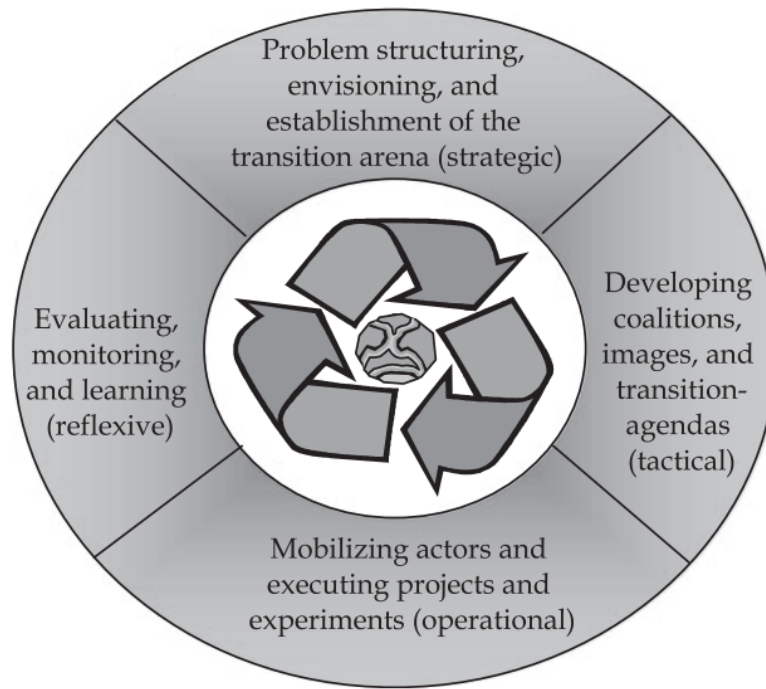 Problem structuring,
envisioning, and
establishment of the
transition arena (strategic)
Developing
coalitions,
images, and
transition-
agendas
(tactical)
Mobilizing actors and
executing projects and
experiments (operational)
Evaluating,
monitoring,
and learning
(reflexive)